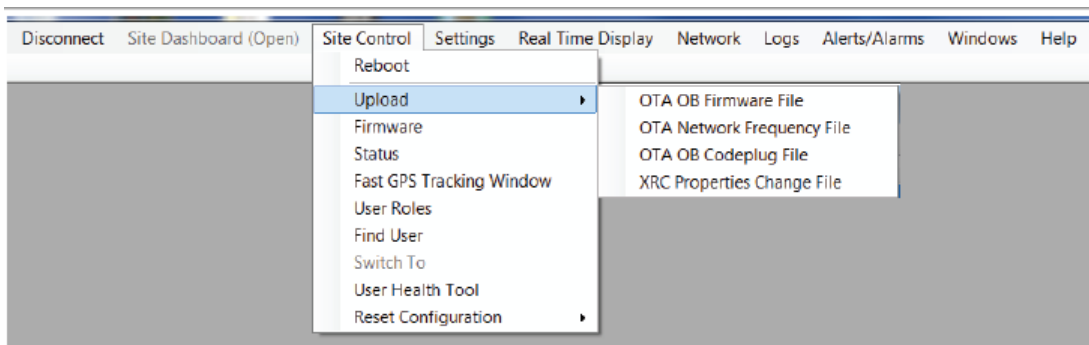 Disconnect Site Dashboard (Open) Site Control Settings Real Time Display Network Logs Alerts/Alarms Windows Help
Reboot
Upload
Firmware
Status
Fast GPS Tracking Window
User Roles
Find User
Switch To
User Health Tool
Reset Configuration
OTA OB Firmware File
OTA Network Frequency File
OTA OB Codeplug File
XRC Properties Change File